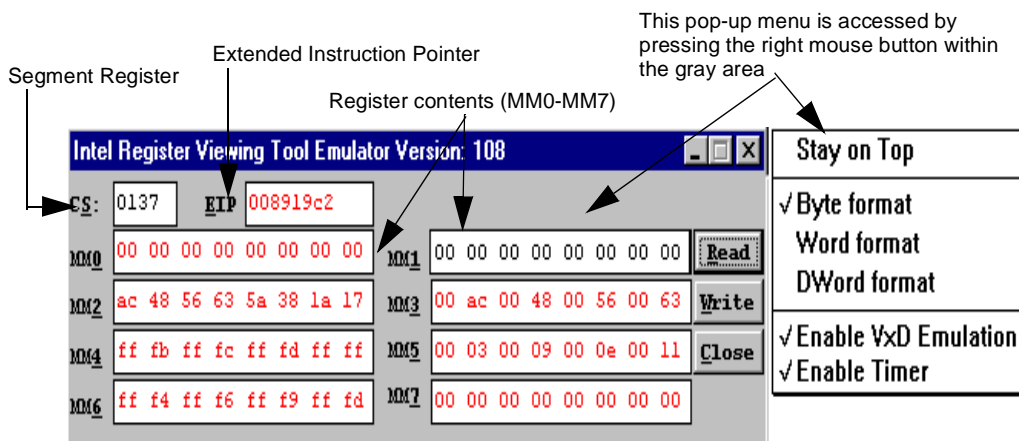 This pop-up menu is accessed by
pressing the right mouse button within
the gray area
Extended Instruction Pointer
Segment Register
Register contents (MM0-MM7)
Intel Register Viewing Tool Emulator Version: 108
CS: 0137 EIP 008919c2
MM0 00 00 00 00 00 00 00 00 MM1 00 00 00 00 00 00 00 00 Read
MM2 ac 48 56 63 5a 38 1a 17 MM3 00 ac 00 48 00 56 00 63 Write
MM4 ff fb ff fc ff fd ff ff MM5 00 03 00 09 00 0e 00 11 Close
MM6 ff f4 ff f6 ff f9 ff fd MM7 00 00 00 00 00 00 00 00
Stay on Top
√ Byte format
Word format
DWord format
√ Enable VxD Emulation
√ Enable Timer